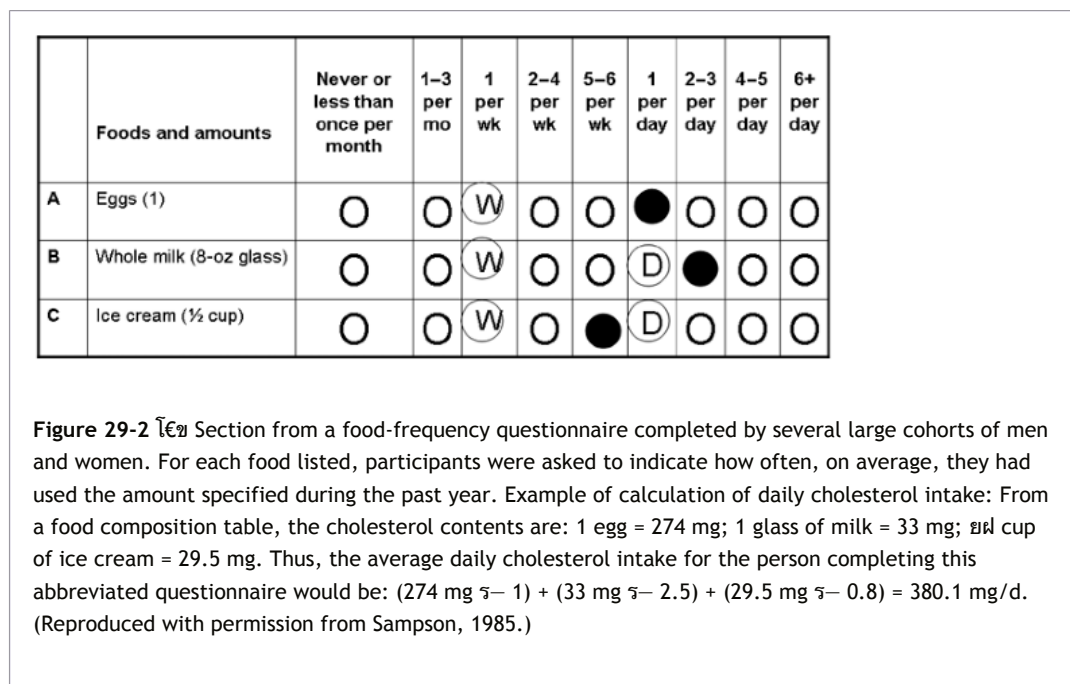 Foods and amounts Never or less than once per month 1–3 per mo 1 per wk 2–4 per wk 5–6 per wk 1 per day 2–3 per day 4–5 per day 6+ per day
A Eggs (1) O O W O O O O O
B Whole milk (8-oz glass) O O W O O D O O
C Ice cream (½ cup) O O W O D O O O
Figure 29-2 โ€ข Section from a food-frequency questionnaire completed by several large cohorts of men
and women. For each food listed, participants were asked to indicate how often, on average, they had
used the amount specified during the past year. Example of calculation of daily cholesterol intake: From
a food composition table, the cholesterol contents are: 1 egg = 274 mg; 1 glass of milk = 33 mg; ยฝ cup
of ice cream = 29.5 mg. Thus, the average daily cholesterol intake for the person completing this
abbreviated questionnaire would be: (274 mg ร— 1) + (33 mg ร— 2.5) + (29.5 mg ร— 0.8) = 380.1 mg/d.
(Reproduced with permission from Sampson, 1985.)